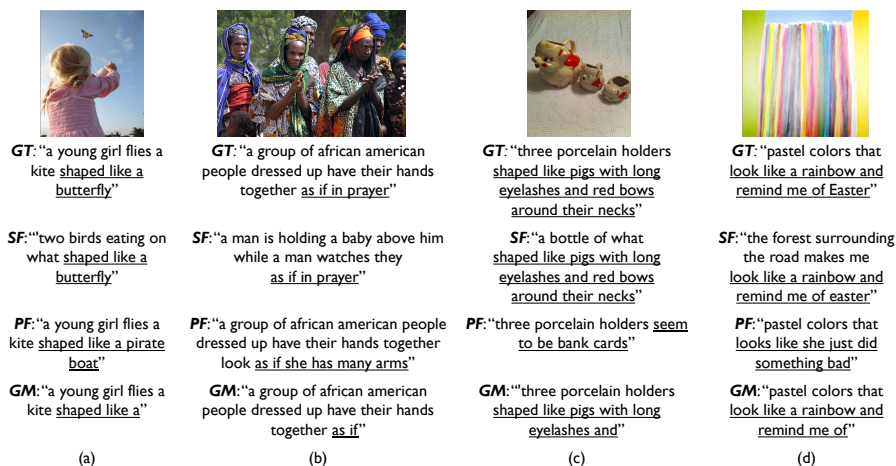 GT: “a young girl flies a
kite shaped like a
butterfly”
SF: “'two birds eating on
what shaped like a
butterfly”
PF: “a young girl flies a
kite shaped like a pirate
boat”
GM: “a young girl flies a
kite shaped like a”
(a)
GT: “a group of african american
people dressed up have their hands
together as if in prayer”
SF: “a man is holding a baby above him
while a man watches they
as if in prayer”
PF: “a group of african american people
dressed up have their hands together
look as if she has many arms”
GM: “a group of african american
people dressed up have their hands
together as if”
(b)
GT: “three porcelain holders
shaped like pigs with long
eyelashes and red bows
around their necks”
SF: “a bottle of what
shaped like pigs with long
eyelashes and red bows
around their necks”
PF: “three porcelain holders seem
to be bank cards”
GM: “'three porcelain holders
shaped like pigs with long
eyelashes and”
(c)
GT: “pastel colors that
look like a rainbow and
remind me of Easter”
SF: “the forest surrounding
the road makes me
look like a rainbow and
remind me of easter”
PF: “pastel colors that
looks like she just did
something bad”
GM: “pastel colors that
look like a rainbow and
remind me of”
(d)